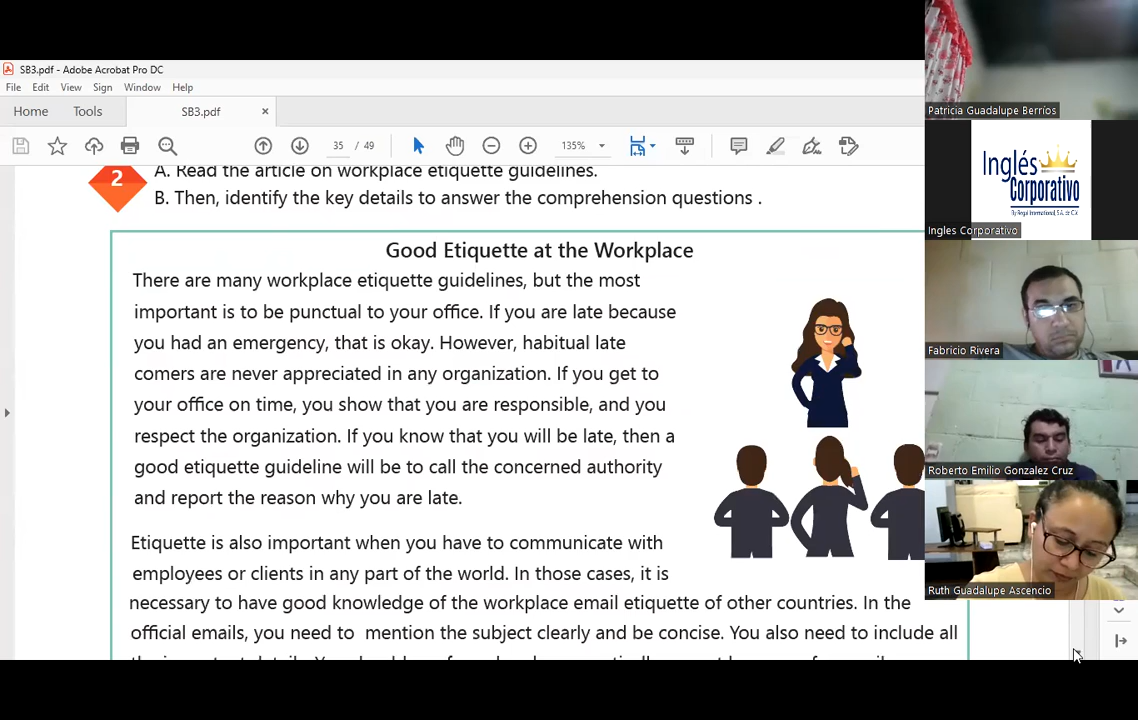 SB3.pdf - Adobe Acrobat Pro DC
File Edit View Sign Window Help
Home Tools SB3.pdf ×
35 / 49 135%
2
A. Read the article on workplace etiquette guidelines.
B. Then, identify the key details to answer the comprehension questions .
Good Etiquette at the Workplace
There are many workplace etiquette guidelines, but the most
important is to be punctual to your office. If you are late because
you had an emergency, that is okay. However, habitual late
comers are never appreciated in any organization. If you get to
your office on time, you show that you are responsible, and you
respect the organization. If you know that you will be late, then a
good etiquette guideline will be to call the concerned authority
and report the reason why you are late.
Etiquette is also important when you have to communicate with
employees or clients in any part of the world. In those cases, it is
necessary to have good knowledge of the workplace email etiquette of other countries. In the
official emails, you need to mention the subject clearly and be concise. You also need to include all
Patricia Guadalupe Berríos
Inglés
Corporativo
By Regal International, S.A. de C.V.
Ingles Corporativo
Fabricio Rivera
Roberto Emilio Gonzalez Cruz
Ruth Guadalupe Ascencio